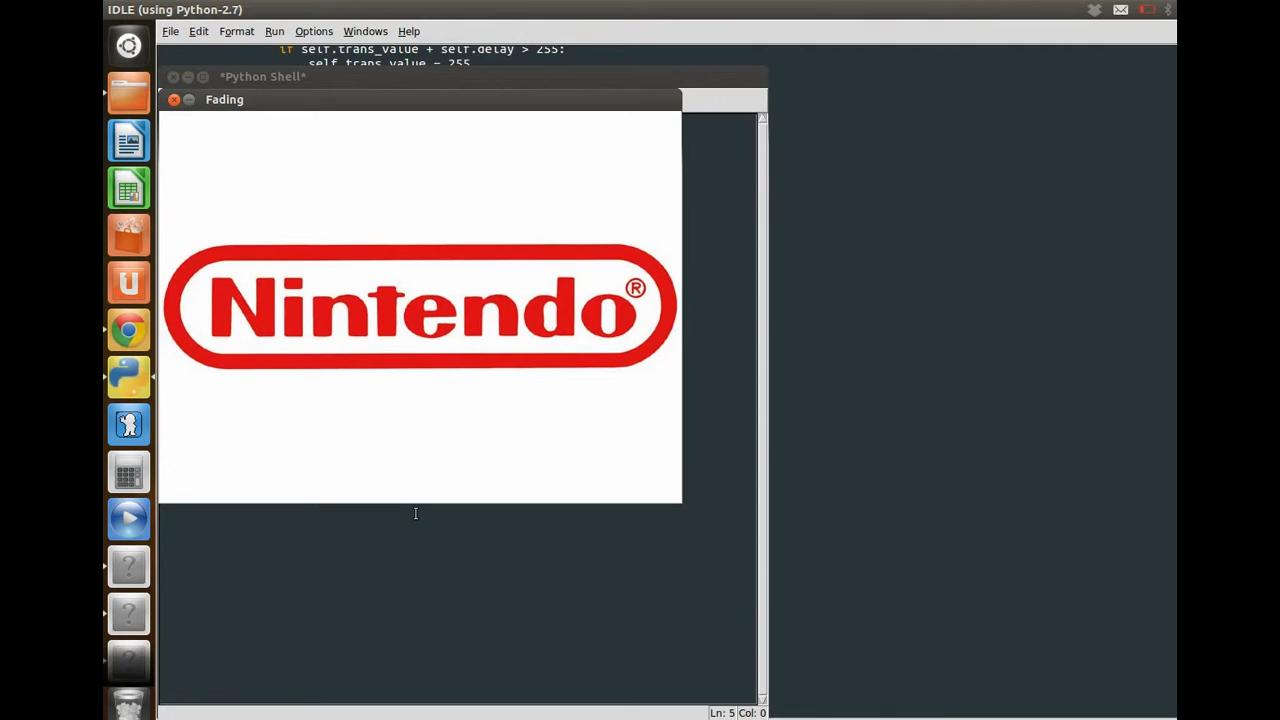 IDLE (using Python-2.7)
File Edit Format Run Options Windows Help
if self.trans_value + self.delay > 255:
self.trans_value = 255
*Python Shell*
Fading
Nintendo®
Ln: 5 Col: 0